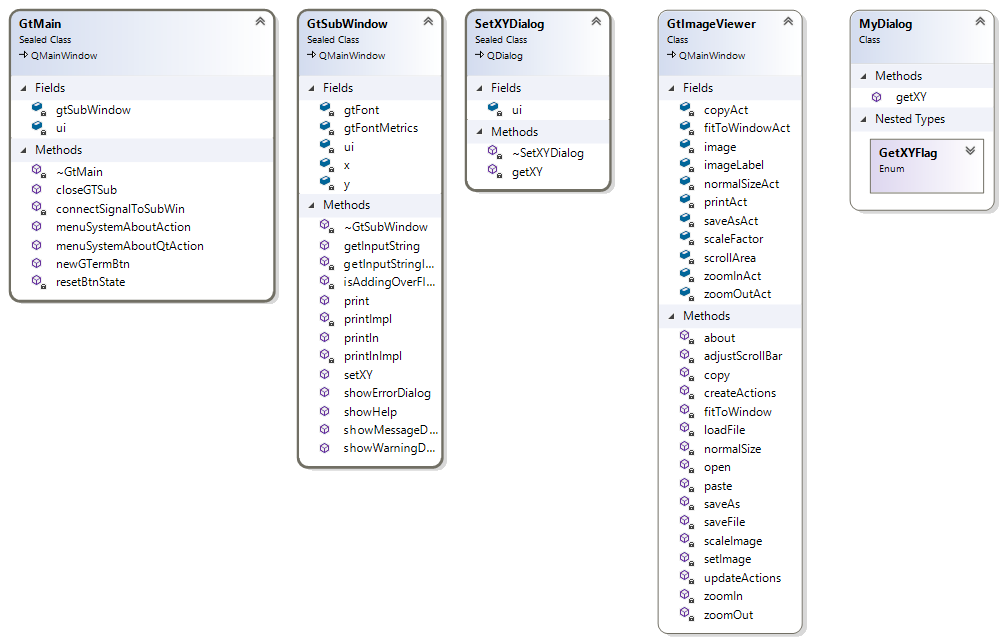 GtMain
Sealed Class
QMainWindow
Fields
gtSubWindow
ui
Methods
~GtMain
closeGTSub
connectSignalToSubWin
menuSystemAboutAction
menuSystemAboutQtAction
newGTermBtn
resetBtnState
GtSubWindow
Sealed Class
QMainWindow
Fields
gtFont
gtFontMetrics
ui
x
y
Methods
~GtSubWindow
getInputString
getInputStringI...
isAddingOverFl...
print
printImpl
println
printlnImpl
setXY
showErrorDialog
showHelp
showMessageD...
showWarningD...
SetXYDialog
Sealed Class
QDialog
Fields
ui
Methods
~SetXYDialog
getXY
GtImageViewer
Class
QMainWindow
Fields
copyAct
fitToWindowAct
image
imageLabel
normalSizeAct
printAct
saveAsAct
scaleFactor
scrollArea
zoomInAct
zoomOutAct
Methods
about
adjustScrollBar
copy
createActions
fitToWindow
loadFile
normalSize
open
paste
saveAs
saveFile
scaleImage
setImage
updateActions
zoomIn
zoomOut
MyDialog
Class
Methods
getXY
Nested Types
GetXYFlag
Enum